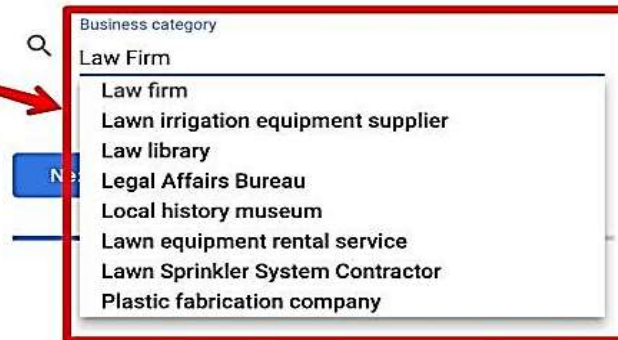 Business category
Law Firm
Law firm
Lawn irrigation equipment supplier
Law library
Legal Affairs Bureau
Local history museum
Lawn equipment rental service
Lawn Sprinkler System Contractor
Plastic fabrication company